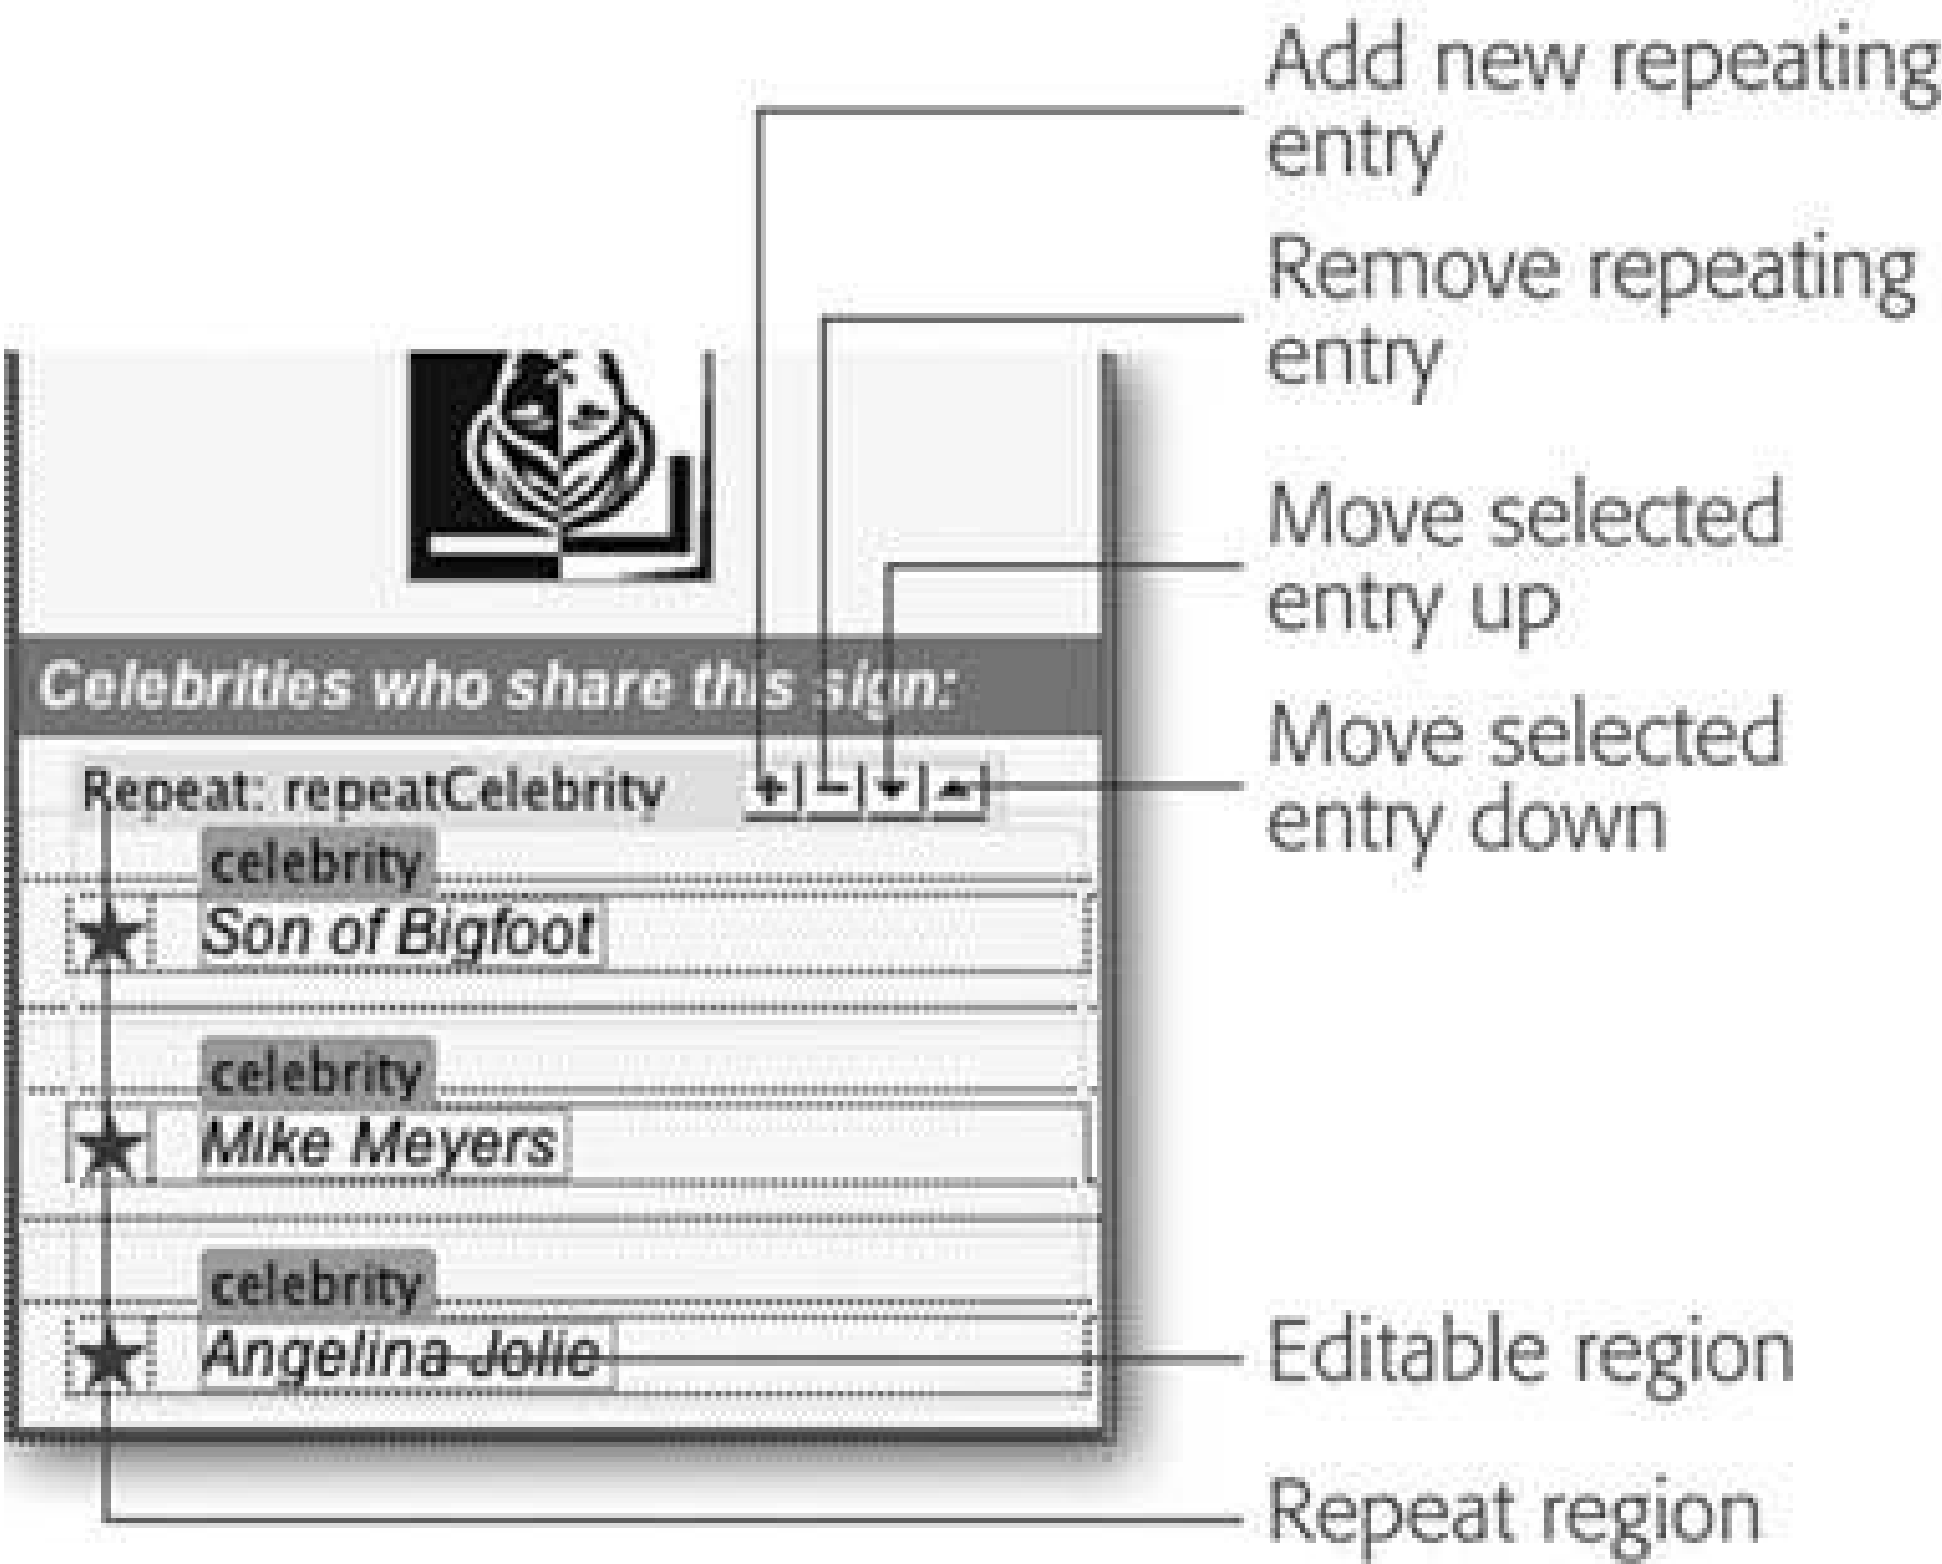 Add new repeating
entry
Remove repeating
entry
Move selected
entry up
Move selected
entry down
Celebrities who share this sign:
Repeat: repeatCelebrity
celebrity
Son of Bigfoot
celebrity
Mike Meyers
celebrity
Angelina Jolie
Editable region
Repeat region